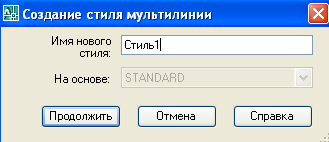 Создание стиля мультилинии
Имя нового стиля:
Стиль1
На основе:
STANDARD
Продолжить
Отмена
Справка